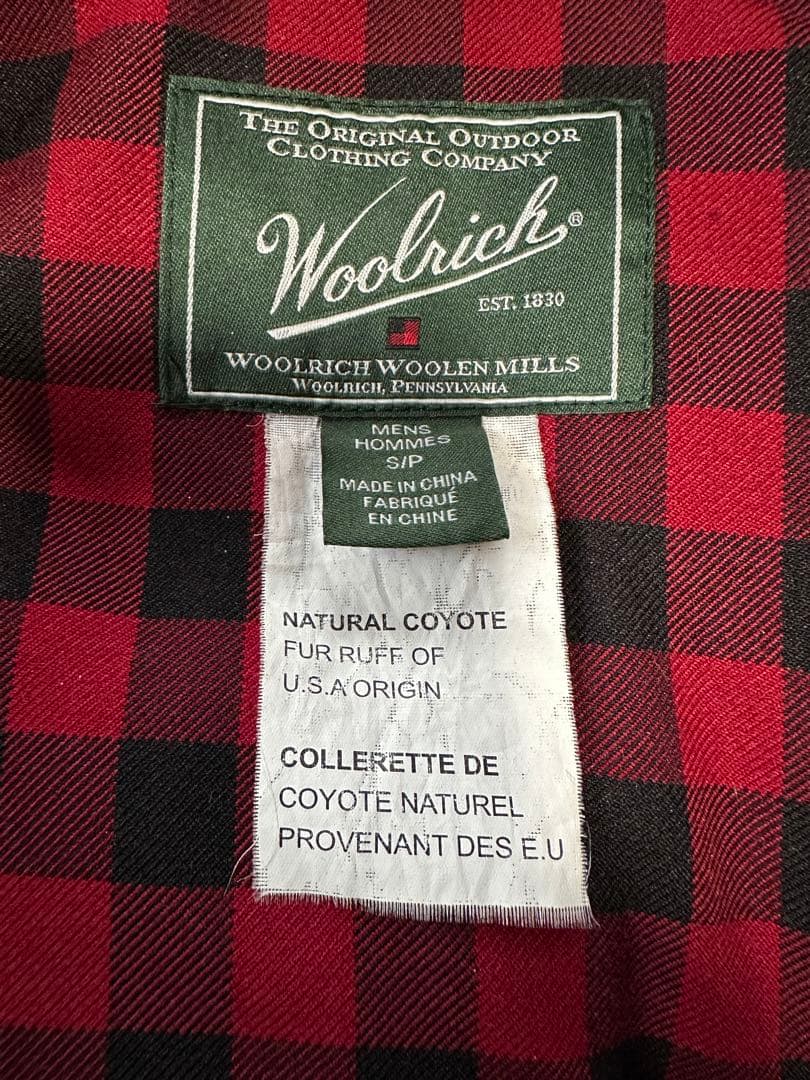 THE ORIGINAL OUTDOOR
CLOTHING COMPANY
Woolrich®
EST. 1830
WOOLRICH WOOLEN MILLS
WOOLRICH, PENNSYLVANIA
MENS
HOMMES
S/P
MADE IN CHINA
FABRIQUÉ
EN CHINE
NATURAL COYOTE
FUR RUFF OF
U.S.A ORIGIN
COLLERETTE DE
COYOTE NATUREL
PROVENANT DES E.U